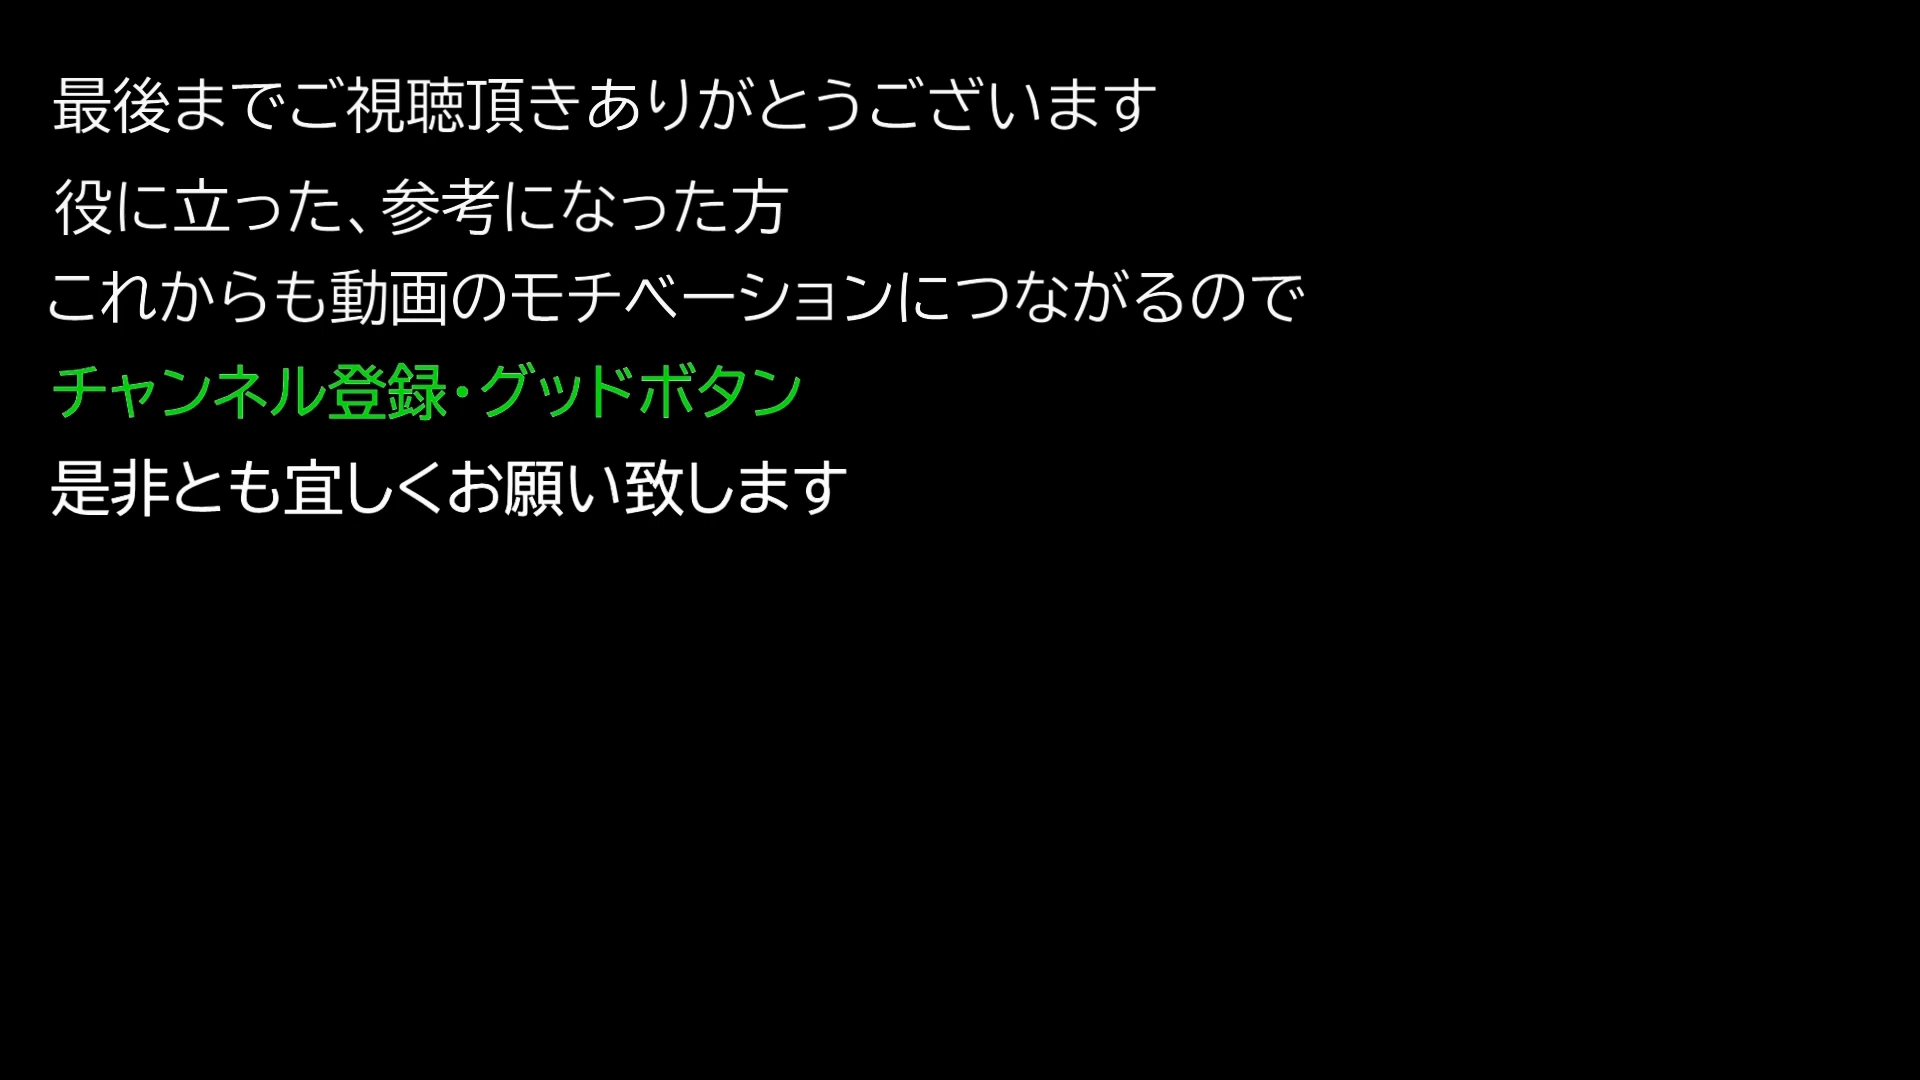 最後までご視聴頂きありがとうございます
役に立った、参考になった方
これからも動画のモチベーションにつながるので
チャンネル登録・グッドボタン
是非とも宜しくお願い致します